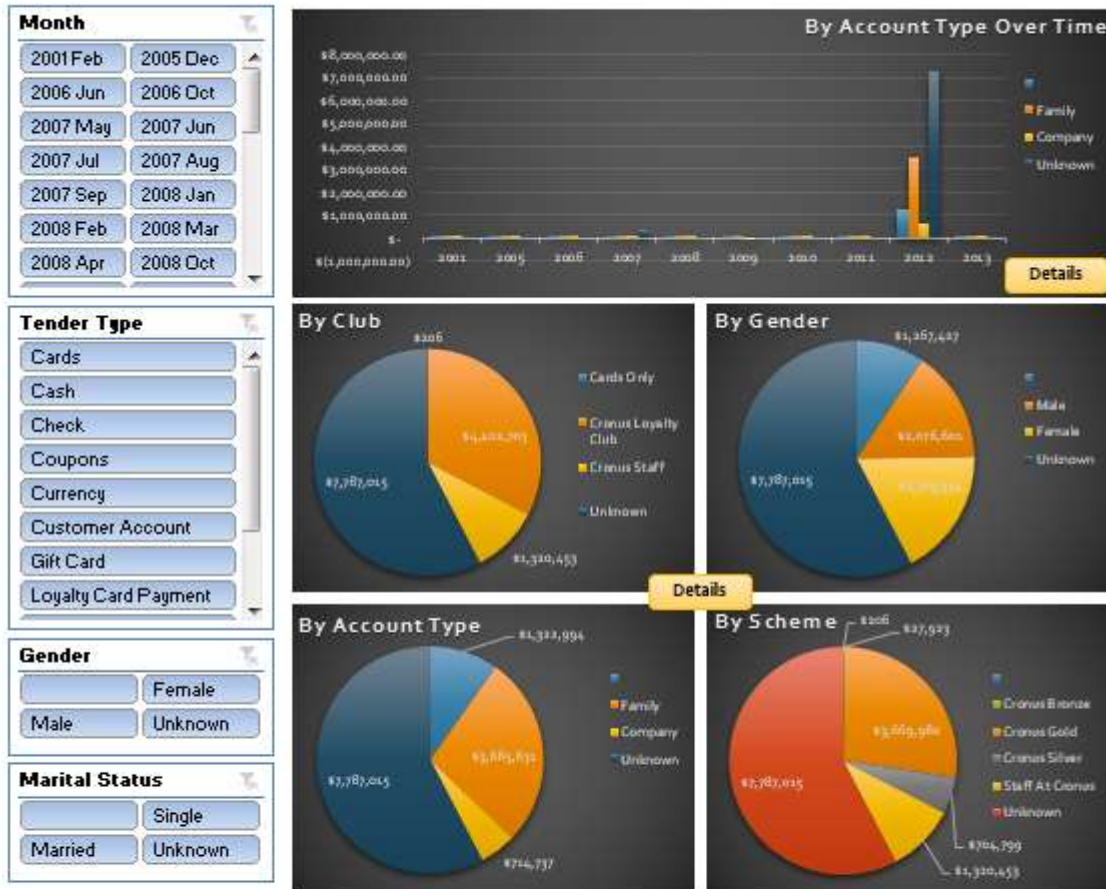 Month
2001 Feb 2005 Dec
2006 Jun 2006 Oct
2007 May 2007 Jun
2007 Jul 2007 Aug
2007 Sep 2008 Jan
2008 Feb 2008 Mar
2008 Apr 2008 Oct
Tender Type
Cards
Cash
Check
Coupons
Currency
Customer Account
Gift Card
Loyalty Card Payment
Gender
Female
Male Unknown
Marital Status
Single
Married Unknown
By Account Type Over Time
$8,000,000.00
$7,000,000.00
$6,000,000.00
$5,000,000.00
$4,000,000.00
$3,000,000.00
$2,000,000.00
$1,000,000.00
$-
$(1,000,000.00)
2001 2005 2006 2007 2008 2009 2010 2011 2012 2013
Family
Company
Unknown
Details
By Club
$206
$7,787,015
$1,320,453
Cards Only
Cronus Loyalty
Club
Cronus Staff
Unknown
By Gender
$1,267,427
$7,787,015
Male
Female
Unknown
Details
By Account Type
$1,322,994
$7,787,015
$714,737
Family
Company
Unknown
By Scheme
$206
$27,923
$7,787,015
$704,799
$1,320,453
Cronus Bronze
Cronus Gold
Cronus Silver
Staff At Cronus
Unknown